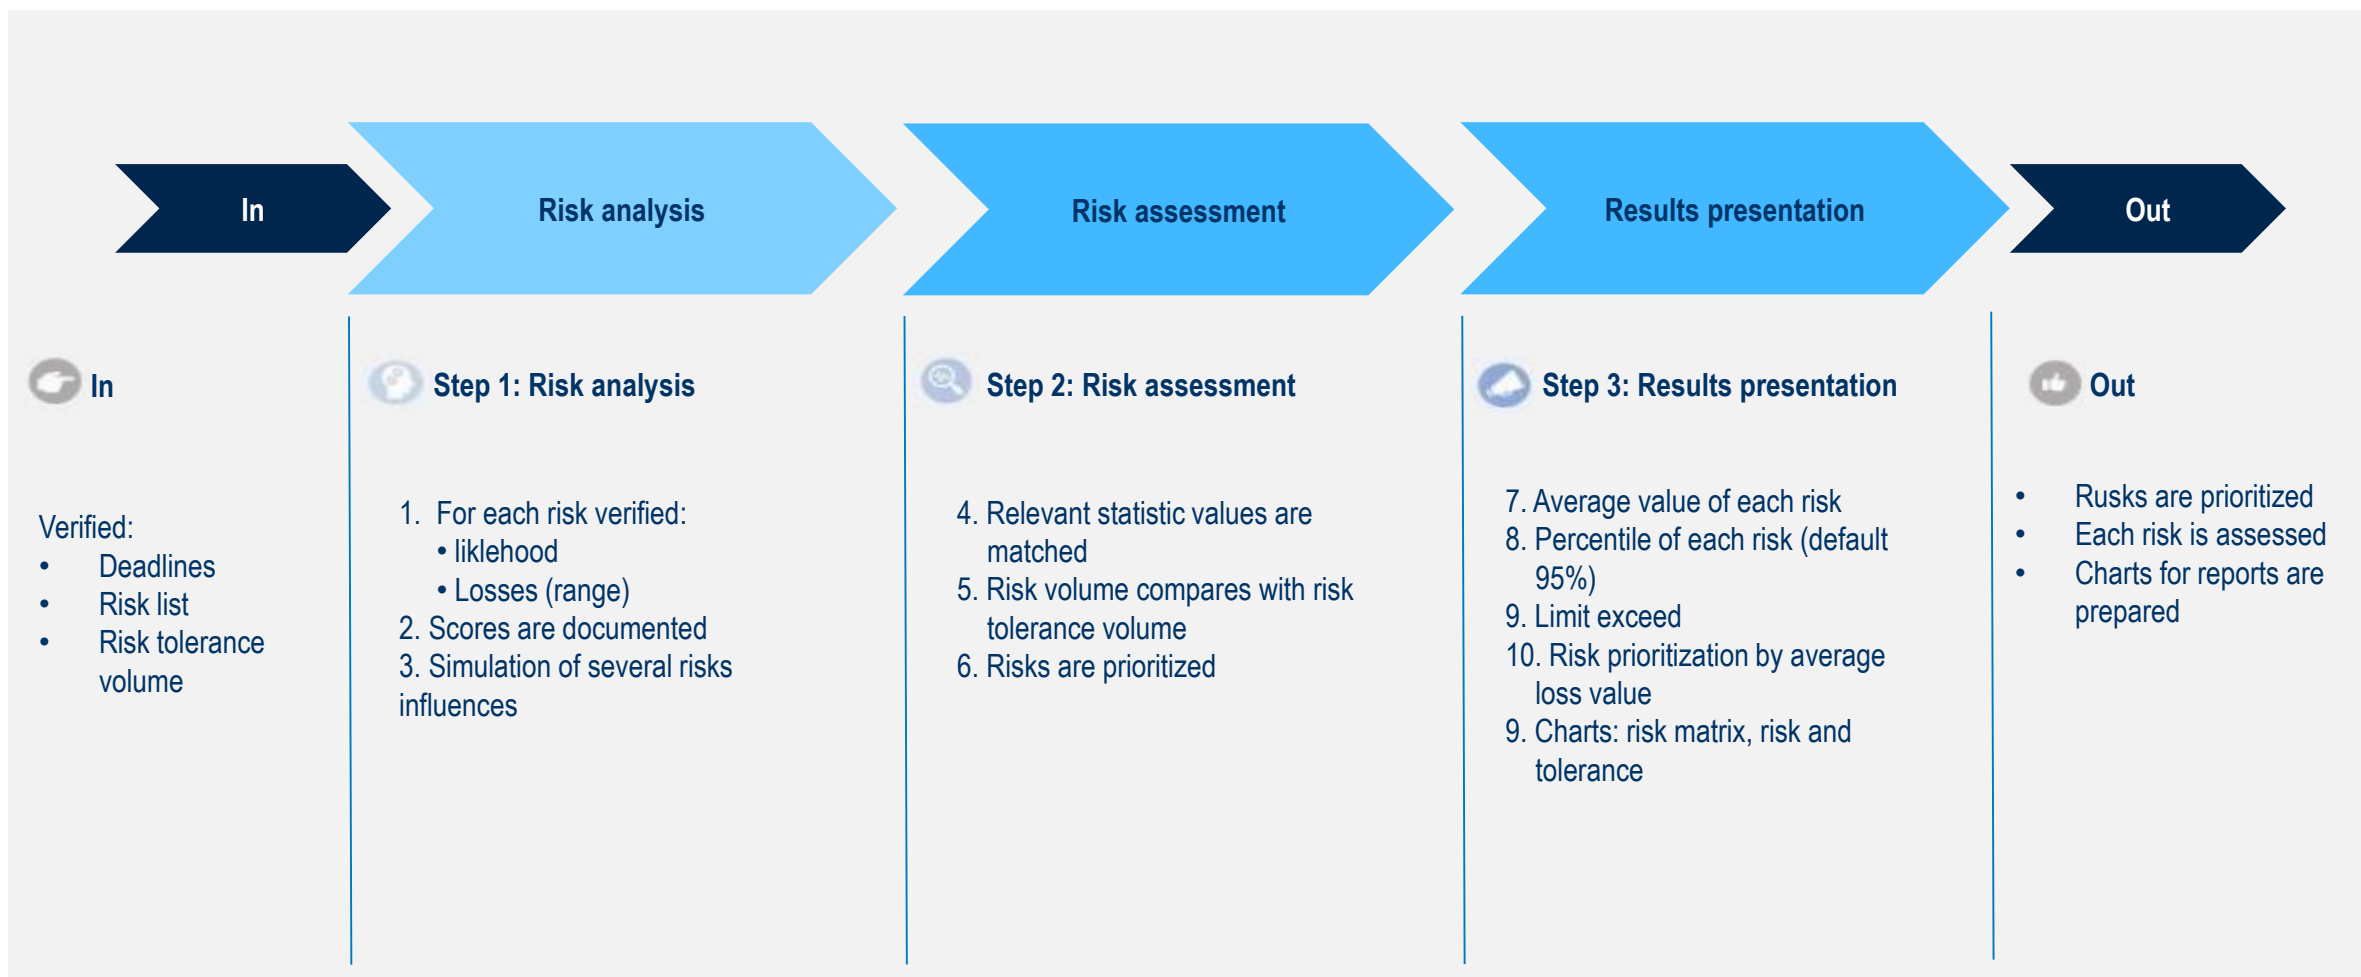 In
Risk analysis
Risk assessment
Results presentation
Out
In
Verified:
• Deadlines
• Risk list
• Risk tolerance
volume
Step 1: Risk analysis
1. For each risk verified:
• liklehood
• Losses (range)
2. Scores are documented
3. Simulation of several risks
influences
Step 2: Risk assessment
4. Relevant statistic values are
matched
5. Risk volume compares with risk
tolerance volume
6. Risks are prioritized
Step 3: Results presentation
7. Average value of each risk
8. Percentile of each risk (default
95%)
9. Limit exceed
10. Risk prioritization by average
loss value
9. Charts: risk matrix, risk and
tolerance
Out
• Rusks are prioritized
• Each risk is assessed
• Charts for reports are
prepared